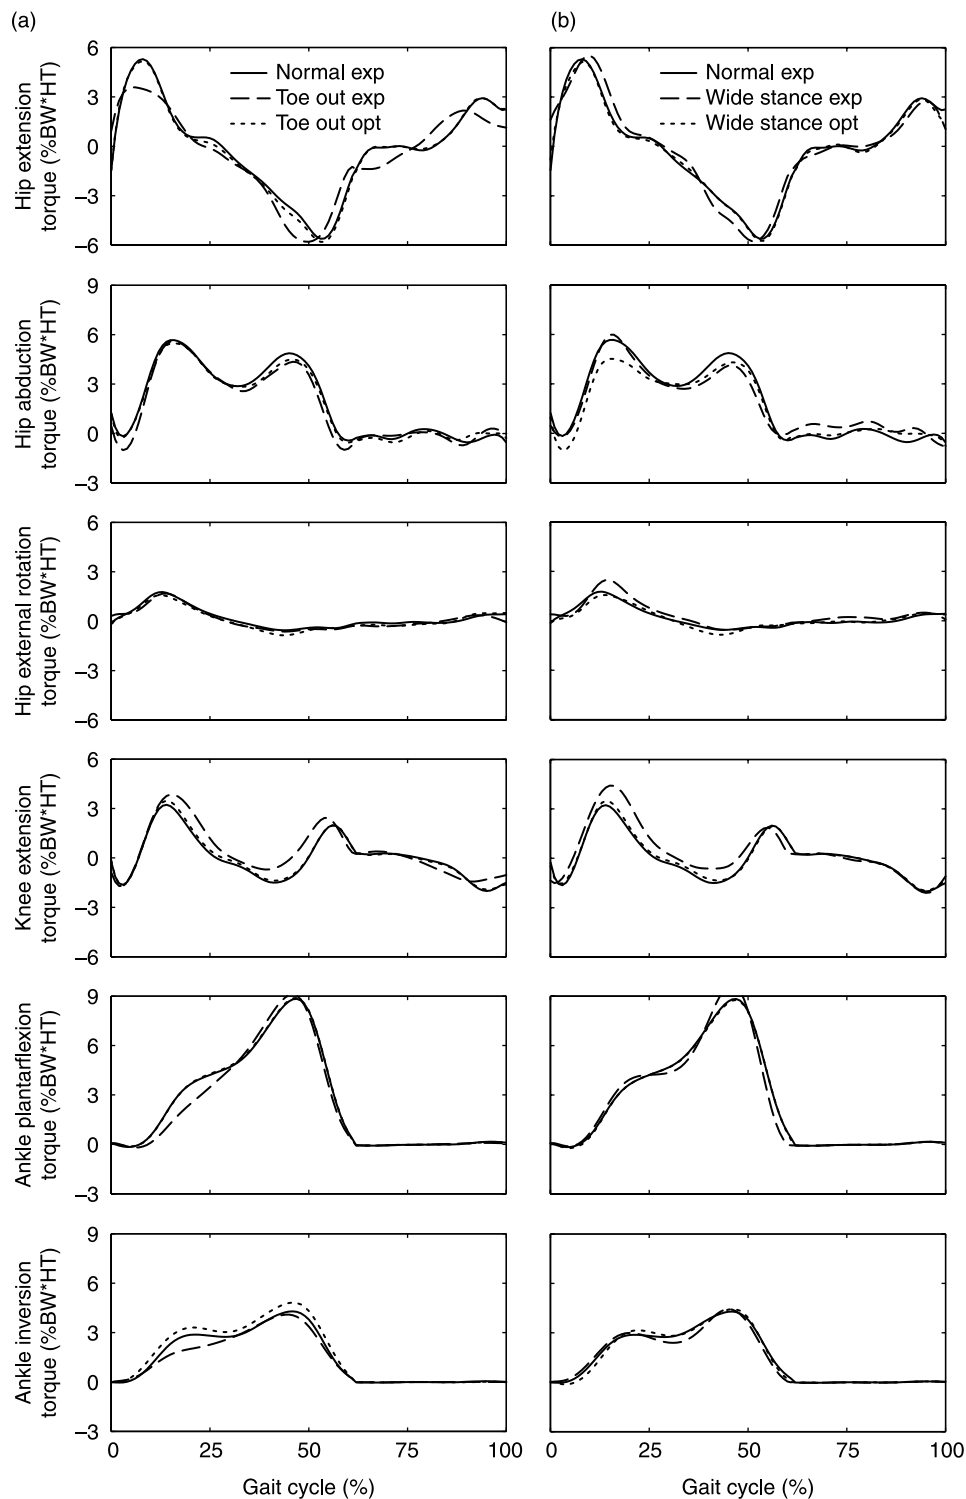 (a)
(b)
Hip extension
torque (%BW*HT)
6
3
0
–3
–6
Normal exp
Toe out exp
Toe out opt
Normal exp
Wide stance exp
Wide stance opt
Hip abduction
torque (%BW*HT)
9
6
3
0
–3
Hip external rotation
torque (%BW*HT)
6
3
0
–3
–6
Knee extension
torque (%BW*HT)
6
3
0
–3
–6
Ankle plantarflexion
torque (%BW*HT)
9
6
3
0
–3
Ankle inversion
torque (%BW*HT)
9
6
3
0
–3
0 25 50 75 100
0 25 50 75 100
Gait cycle (%)
Gait cycle (%)